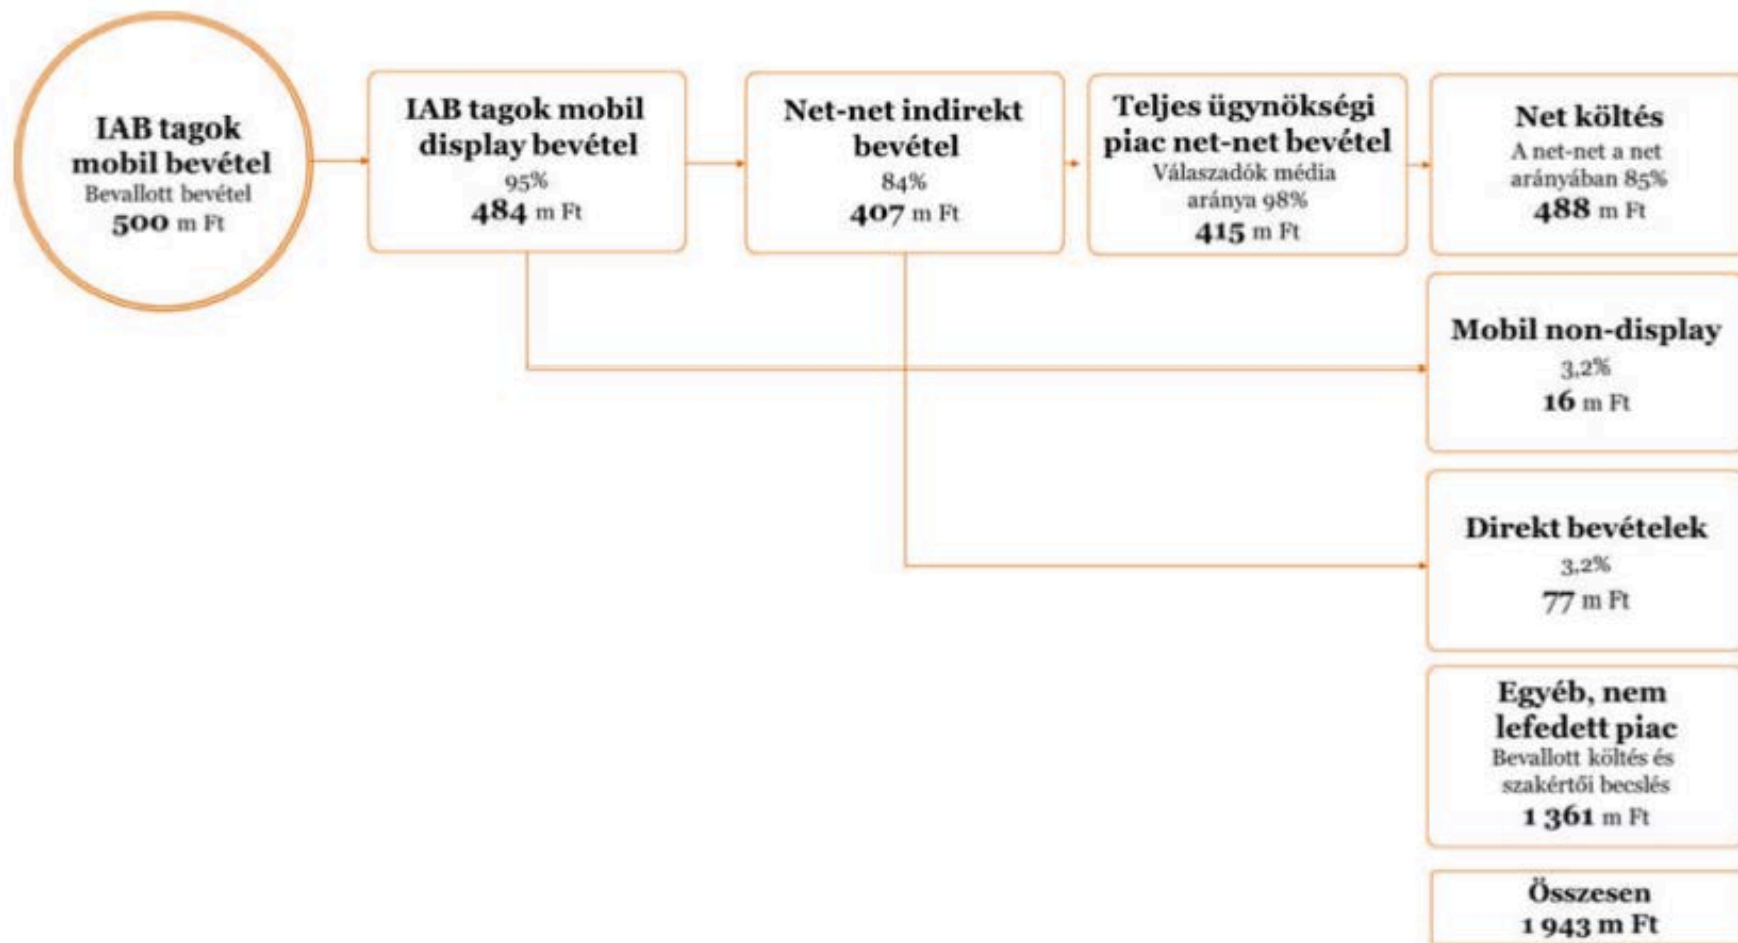 IAB tagok
mobil bevétel
Bevallott bevétel
500 m Ft
IAB tagok mobil
display bevétel
95%
484 m Ft
Net-net indirekt
bevétel
84%
407 m Ft
Teljes ügynökségi
piac net-net bevétel
Válaszadók média
aránya 98%
415 m Ft
Net költés
A net-net a net
arányában 85%
488 m Ft
Mobil non-display
3,2%
16 m Ft
Direkt bevételek
3,2%
77 m Ft
Egyéb, nem
lefedett piac
Bevallott költés és
szakértői becslés
1 361 m Ft
Összesen
1 943 m Ft